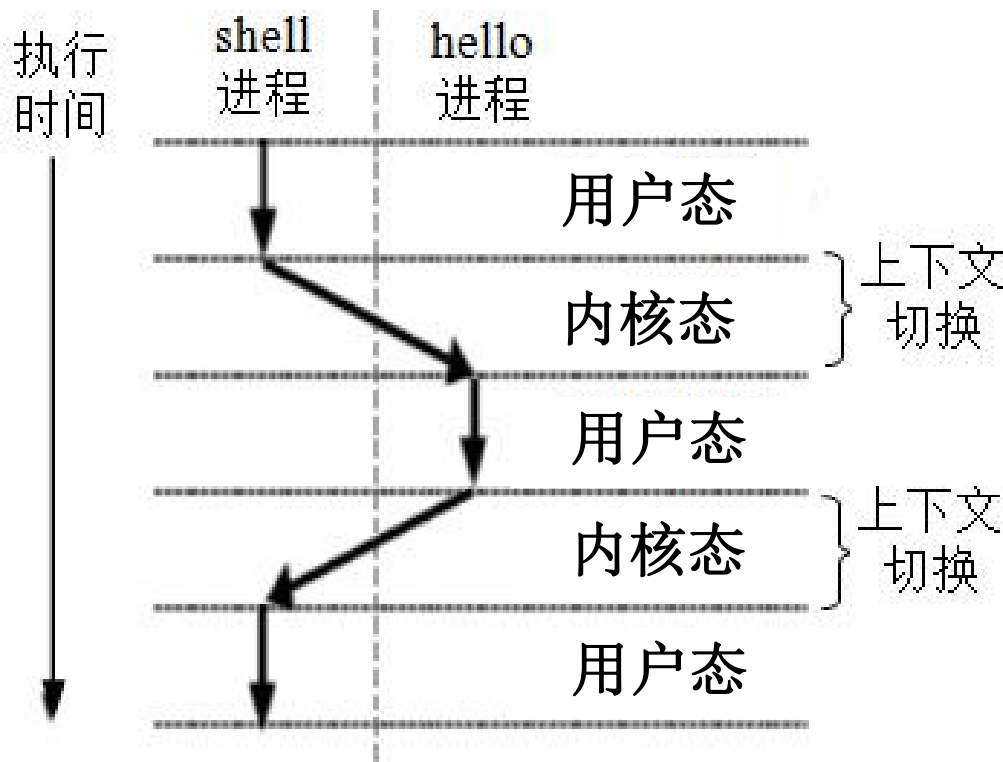 执行
时间
shell
进程
hello
进程
用户态
内核态
上下文
切换
用户态
内核态
上下文
切换
用户态